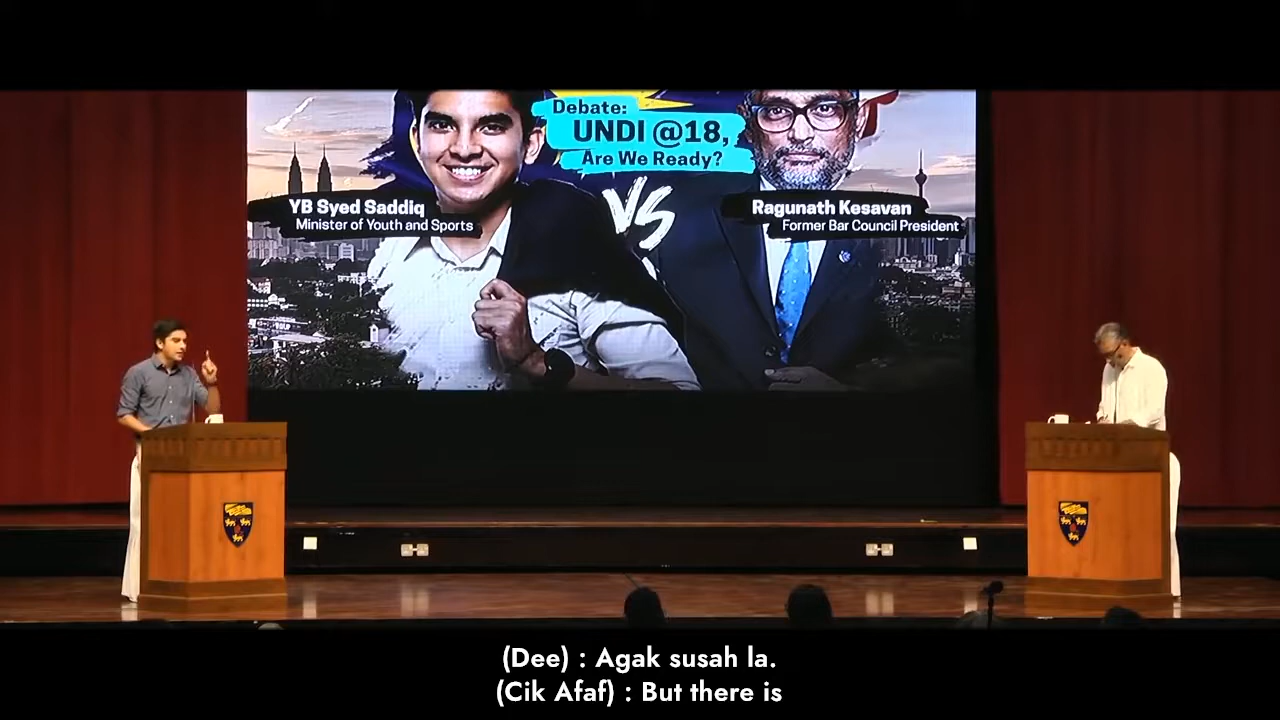 Debate:
UNDI @18,
Are We Ready?
VS
YB Syed Saddiq
Minister of Youth and Sports
Ragunath Kesavan
Former Bar Council President
(Dee) : Agak susah la.
(Cik Afaf) : But there is